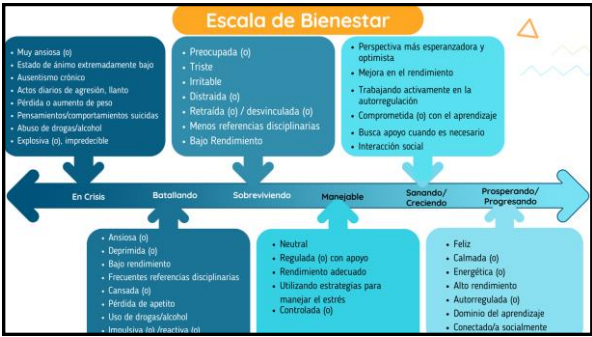 Escala de Bienestar
• Muy ansiosa (o)
• Estado de ánimo extremadamente bajo
• Ausentismo crónico
• Actos diarios de agresión, llanto
• Pérdida o aumento de peso
• Pensamientos/comportamientos suicidas
• Abuso de drogas/alcohol
• Explosiva (o), impredecible
• Preocupada (o)
• Triste
• Irritable
• Distraída (o)
• Retraída (o) / desvinculada (o)
• Menos referencias disciplinarias
• Bajo Rendimiento
• Perspectiva más esperanzadora y
optimista
• Mejora en el rendimiento
• Trabajando activamente en la
autorregulación
• Comprometida (o) con el aprendizaje
• Busca apoyo cuando es necesario
• Interacción social
En Crisis
Batallando
Sobreviviendo
Manejable
Sanando/
Creciendo
Prosperando/
Progresando
• Ansiosa (o)
• Deprimida (o)
• Bajo rendimiento
• Frecuentes referencias disciplinarias
• Cansada (o)
• Pérdida de apetito
• Uso de drogas/alcohol
• Impulsiva (o) /reactiva (o)
• Neutral
• Regulada (o) con apoyo
• Rendimiento adecuado
• Utilizando estrategias para
manejar el estrés
• Controlada (o)
• Feliz
• Calmada (o)
• Energética (o)
• Alto rendimiento
• Autorregulada (o)
• Dominio del aprendizaje
• Conectado/a socialmente